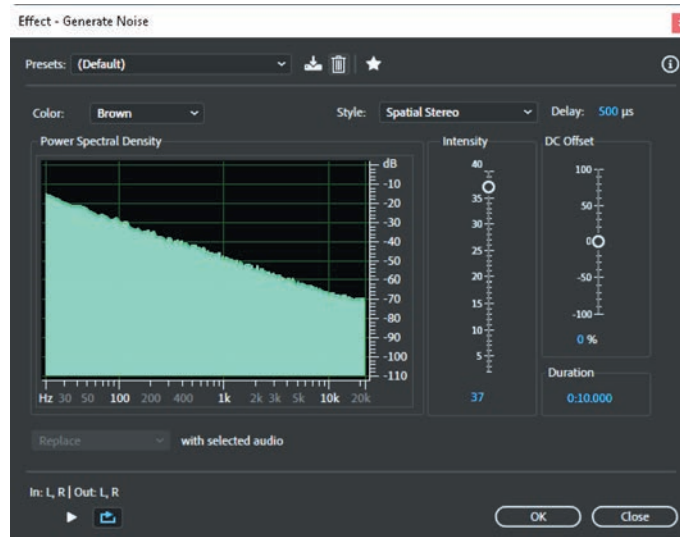 Effect - Generate Noise
Presets: (Default)
Color: Brown Style: Spatial Stereo Delay: 500 µs
Power Spectral Density Intensity DC Offset
dB
-10
-20
-30
-40
-50
-60
-70
-80
-90
-100
-110
Hz 30 50 100 200 400 1k 2k 3k 5k 10k 20k
40
35
30
25
20
15
10
5
37
100
50
0
-50
-100
0 %
Duration
0:10.000
Replace with selected audio
In: L, R | Out: L, R
OK Close